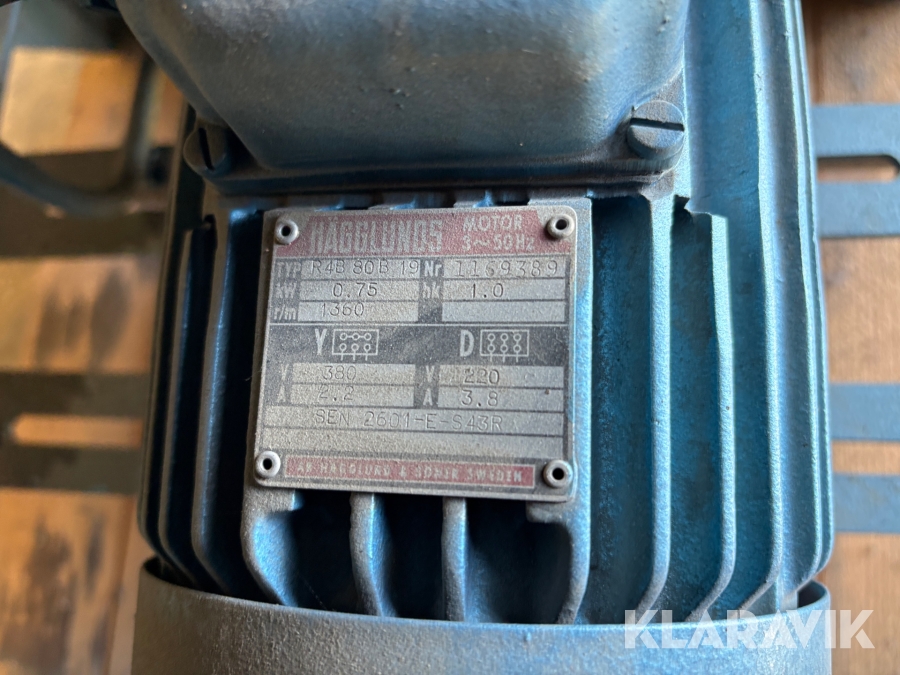 HÄGGLUNDS MOTOR
3~50Hz
TYP R4B 80 B 19 Nr 1169389
kW 0.75 hk 1.0
r/m 1360
Y D
V 380 V 220
A 2.2 A 3.8
SEN 2601-E-S43R
AB HÄGGLUND & SÖNER SWEDEN
KLARAVIK